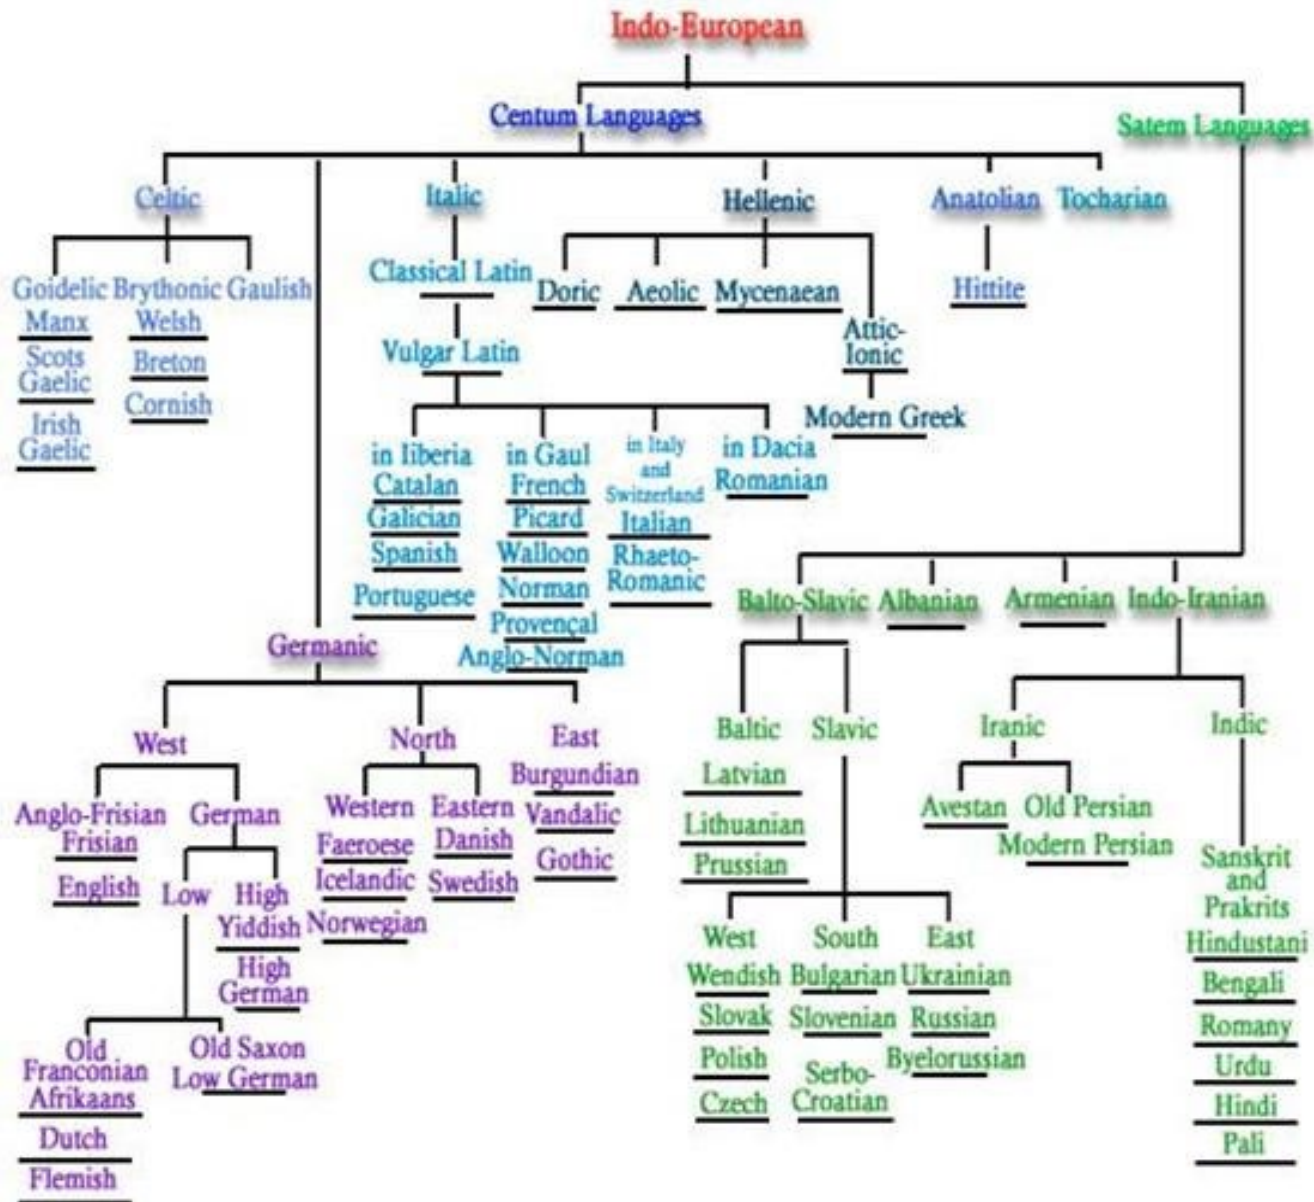 Indo-European
Centum Languages
Satem Languages
Celtic
Italic
Hellenic
Anatolian
Tocharian
Goidelic
Manx
Scots
Gaelic
Irish
Gaelic
Brythonic
Welsh
Breton
Cornish
Gaulish
Classical Latin
Vulgar Latin
in Iiberia
Catalan
Galician
Spanish
Portuguese
in Gaul
French
Picard
Walloon
Norman
Provençal
Anglo-Norman
in Italy
and
Switzerland
Italian
Rhaeto-
Romanic
in Dacia
Romanian
Doric
Aeolic
Mycenaean
Attic-
Ionic
Modern Greek
Hittite
Germanic
West
Anglo-Frisian
Frisian
English
German
Low
High
Yiddish
High
German
Old
Franconian
Afrikaans
Dutch
Flemish
Old Saxon
Low German
North
Western
Faeroese
Icelandic
Norwegian
Eastern
Danish
Swedish
East
Burgundian
Vandalic
Gothic
Balto-Slavic
Albanian
Armenian
Indo-Iranian
Baltic
Latvian
Lithuanian
Prussian
Slavic
West
Wendish
Slovak
Polish
Czech
South
Bulgarian
Slovenian
Serbo-
Croatian
East
Ukrainian
Russian
Byelorussian
Iranic
Avestan
Old Persian
Modern Persian
Indic
Sanskrit
and
Prakrits
Hindustani
Bengali
Romany
Urdu
Hindi
Pali